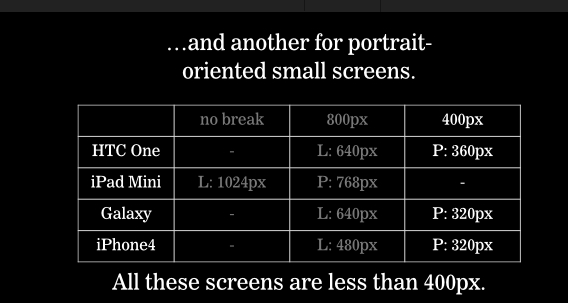 …and another for portrait-
oriented small screens.
no break 800px 400px
HTC One - L: 640px P: 360px
iPad Mini L: 1024px P: 768px -
Galaxy - L: 640px P: 320px
iPhone4 - L: 480px P: 320px
All these screens are less than 400px.